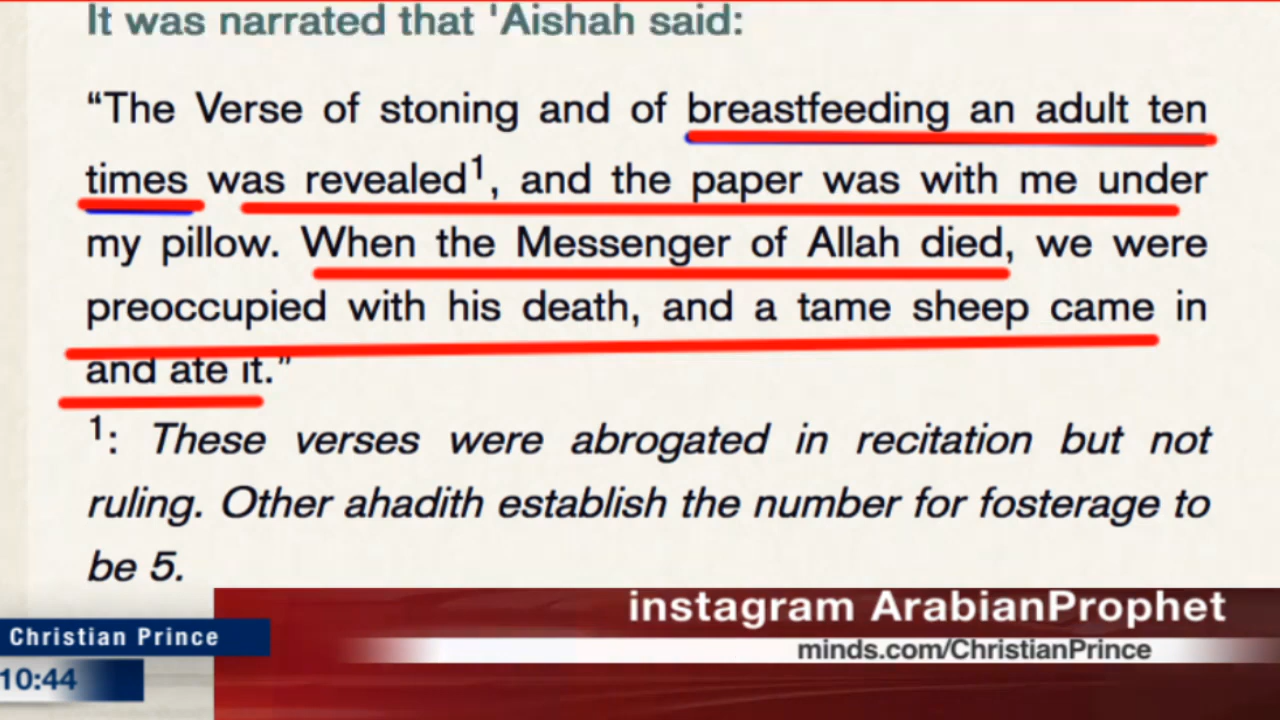 It was narrated that 'Aishah said:
“The Verse of stoning and of breastfeeding an adult ten
times was revealed¹, and the paper was with me under
my pillow. When the Messenger of Allah died, we were
preoccupied with his death, and a tame sheep came in
and ate it.”
¹: These verses were abrogated in recitation but not
ruling. Other ahadith establish the number for fosterage to
be 5.
instagram ArabianProphet
Christian Prince
minds.com/ChristianPrince
10:44